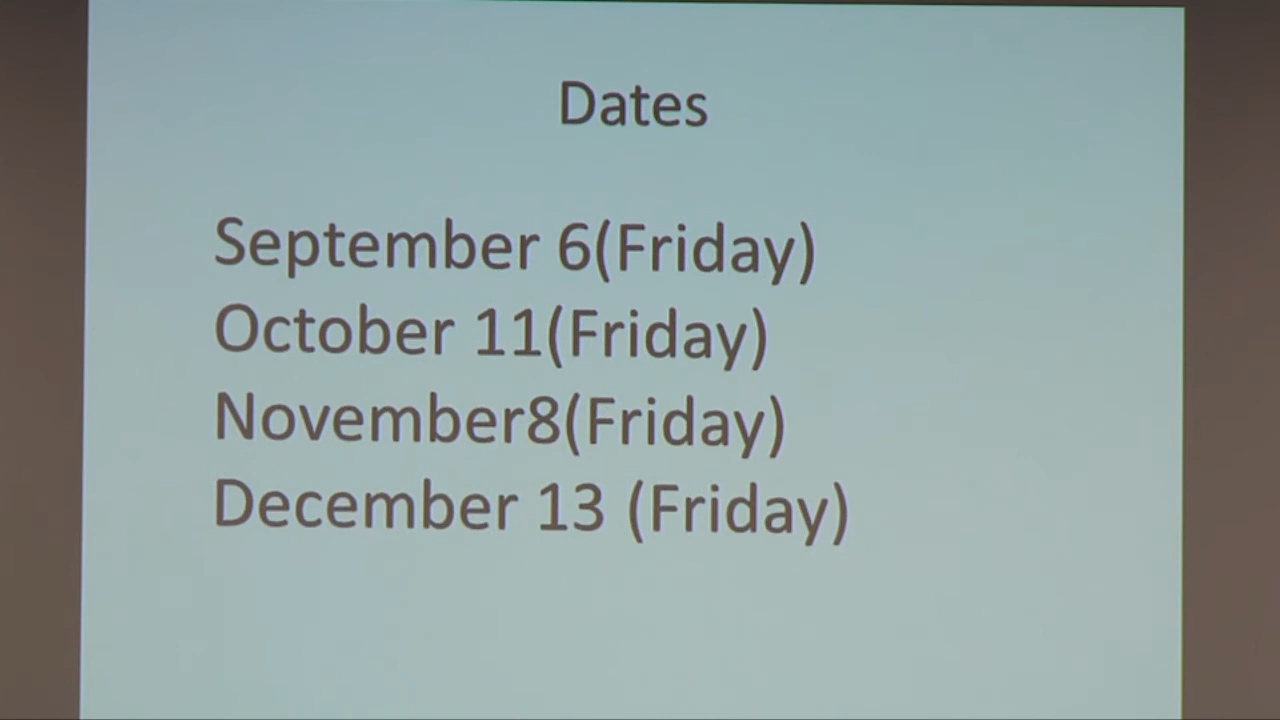 Dates
September 6(Friday)
October 11(Friday)
November8(Friday)
December 13 (Friday)